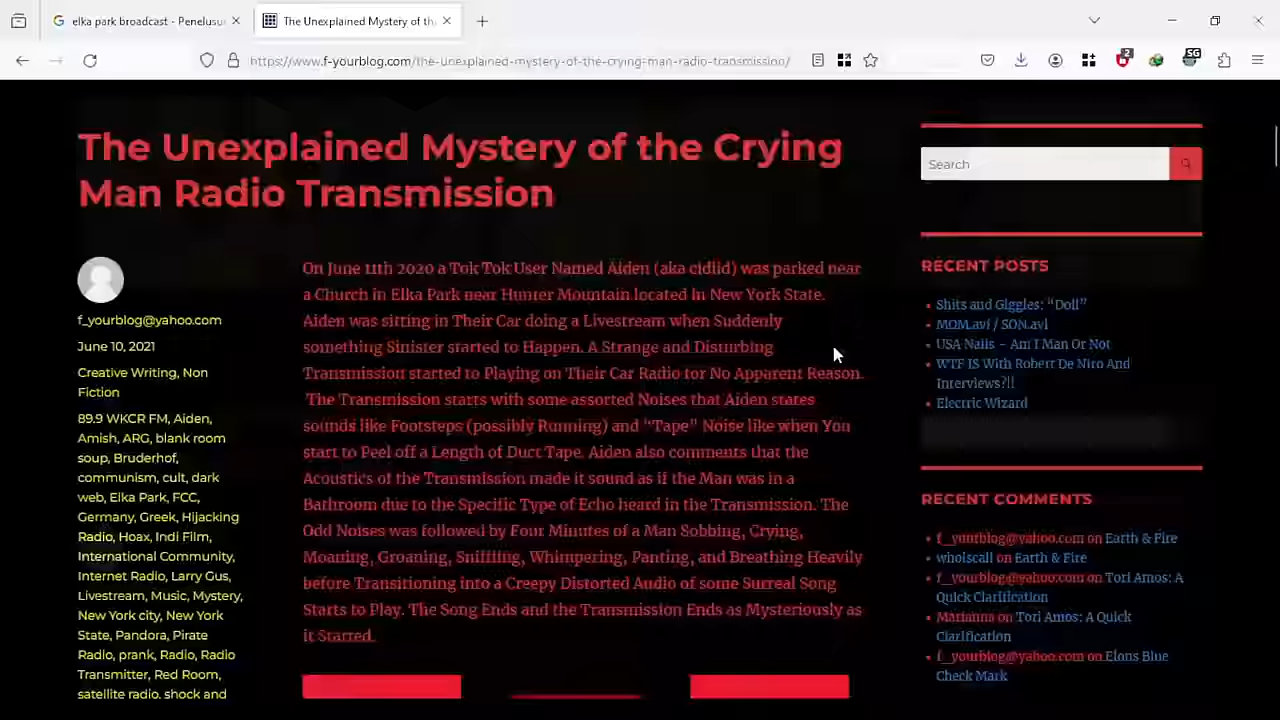 elka park broadcast - Penelusu
The Unexplained Mystery of th
https://www.f-yourblog.com/the-unexplained-mystery-of-the-crying-man-radio-transmission/
2
SG
The Unexplained Mystery of the Crying
Man Radio Transmission
f_yourblog@yahoo.com
June 10, 2021
Creative Writing, Non
Fiction
89.9 WKCR FM, Aiden,
Amish, ARG, blank room
soup, Bruderhof,
communism, cult, dark
web, Elka Park, FCC,
Germany, Greek, Hijacking
Radio, Hoax, Indi Film,
International Community,
Internet Radio, Larry Gus,
Livestream, Music, Mystery,
New York city, New York
State, Pandora, Pirate
Radio, prank, Radio, Radio
Transmitter, Red Room,
satellite radio, shock and
On June 11th 2020 a Tok Tok User Named Aiden (aka cidlid) was parked near
a Church in Elka Park near Hunter Mountain located in New York State.
Aiden was sitting in Their Car doing a Livestream when Suddenly
something Sinister started to Happen. A Strange and Disturbing
Transmission started to Playing on Their Car Radio for No Apparent Reason.
The Transmission starts with some assorted Noises that Aiden states
sounds like Footsteps (possibly Running) and “Tape” Noise like when You
start to Peel off a Length of Duct Tape. Aiden also comments that the
Acoustics of the Transmission made it sound as if the Man was in a
Bathroom due to the Specific Type of Echo heard in the Transmission. The
Odd Noises was followed by Four Minutes of a Man Sobbing, Crying,
Moaning, Groaning, Sniffling, Whimpering, Panting, and Breathing Heavily
before Transitioning into a Creepy Distorted Audio of some Surreal Song
Starts to Play. The Song Ends and the Transmission Ends as Mysteriously as
it Starred.
Search
RECENT POSTS
Shits and Giggles: “Doll”
MOM.avi / SON.avi
USA Nails – Am I Man Or Not
WTF IS With Robert De Niro And
Interviews?!!
Electric Wizard
RECENT COMMENTS
f_yourblog@yahoo.com on Earth & Fire
whoiscall on Earth & Fire
f_yourblog@yahoo.com on Tori Amos: A
Quick Clarification
Marianna on Tori Amos: A Quick
Clarification
f_yourblog@yahoo.com on Elons Blue
Check Mark